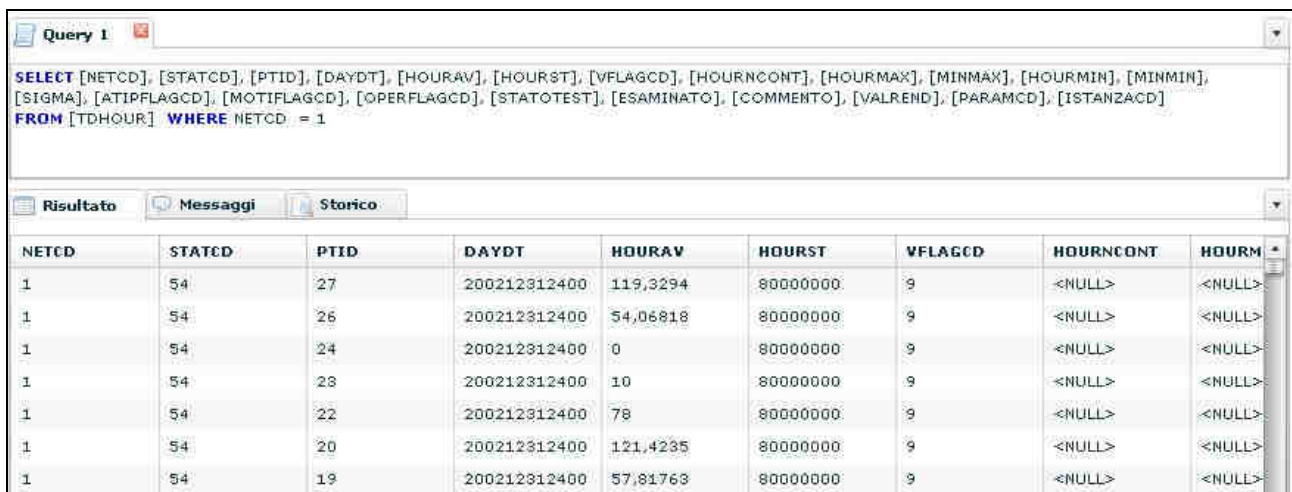 Query 1
SELECT [NETCD], [STATCD], [PTID], [DAYDT], [HOURAV], [HOURST], [VFLAGCD], [HOURNCONT], [HOURMAX], [MINMAX], [HOURMIN], [MINMIN],
[SIGMA], [ATIPFLAGCD], [MOTIFLAGCD], [OPERFLAGCD], [STATOTEST], [ESAMINATO], [COMMENTO], [VALREND], [PARAMCD], [ISTANZACD]
FROM [TDHOUR] WHERE NETCD = 1
Risultato Messaggi Storico
NETCD STATCD PTID DAYDT HOURAV HOURST VFLAGCD HOURNCONT HOURM
1 54 27 200212312400 119,3294 80000000 9 <NULL> <NULL>
1 54 26 200212312400 54,06818 80000000 9 <NULL> <NULL>
1 54 24 200212312400 0 80000000 9 <NULL> <NULL>
1 54 23 200212312400 10 80000000 9 <NULL> <NULL>
1 54 22 200212312400 78 80000000 9 <NULL> <NULL>
1 54 20 200212312400 121,4235 80000000 9 <NULL> <NULL>
1 54 19 200212312400 57,81763 80000000 9 <NULL> <NULL>